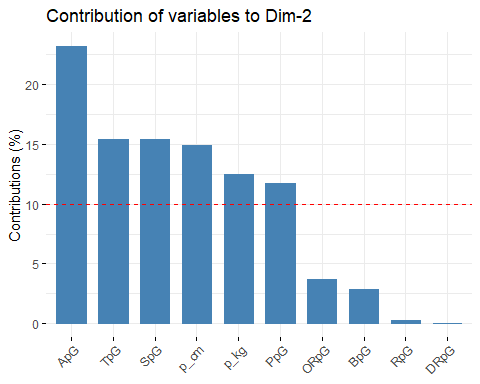 Contribution of variables to Dim-2
Contributions (%)
20
15
10
5
0
ApG
TpG
SpG
p_cm
p_kg
PpG
ORpG
BpG
RpG
DRpG